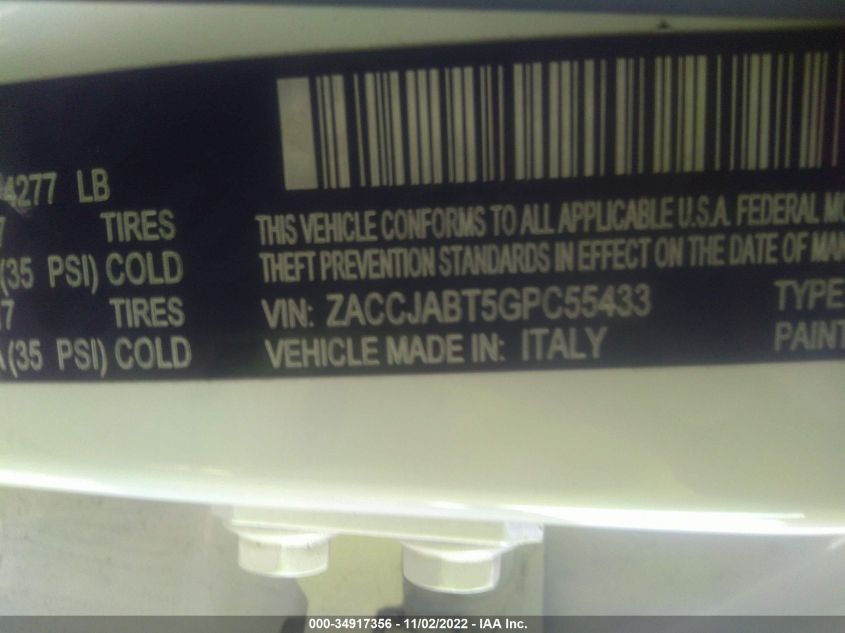 4277 LB
7 TIRES
(35 PSI) COLD
17 TIRES
(35 PSI) COLD
THIS VEHICLE CONFORMS TO ALL APPLICABLE U.S.A. FEDERAL MO
THEFT PREVENTION STANDARDS IN EFFECT ON THE DATE OF MAN
VIN: ZACCJABT5GPC55433 TYPE
VEHICLE MADE IN: ITALY PAINT
000-34917356 - 11/02/2022 - IAA Inc.